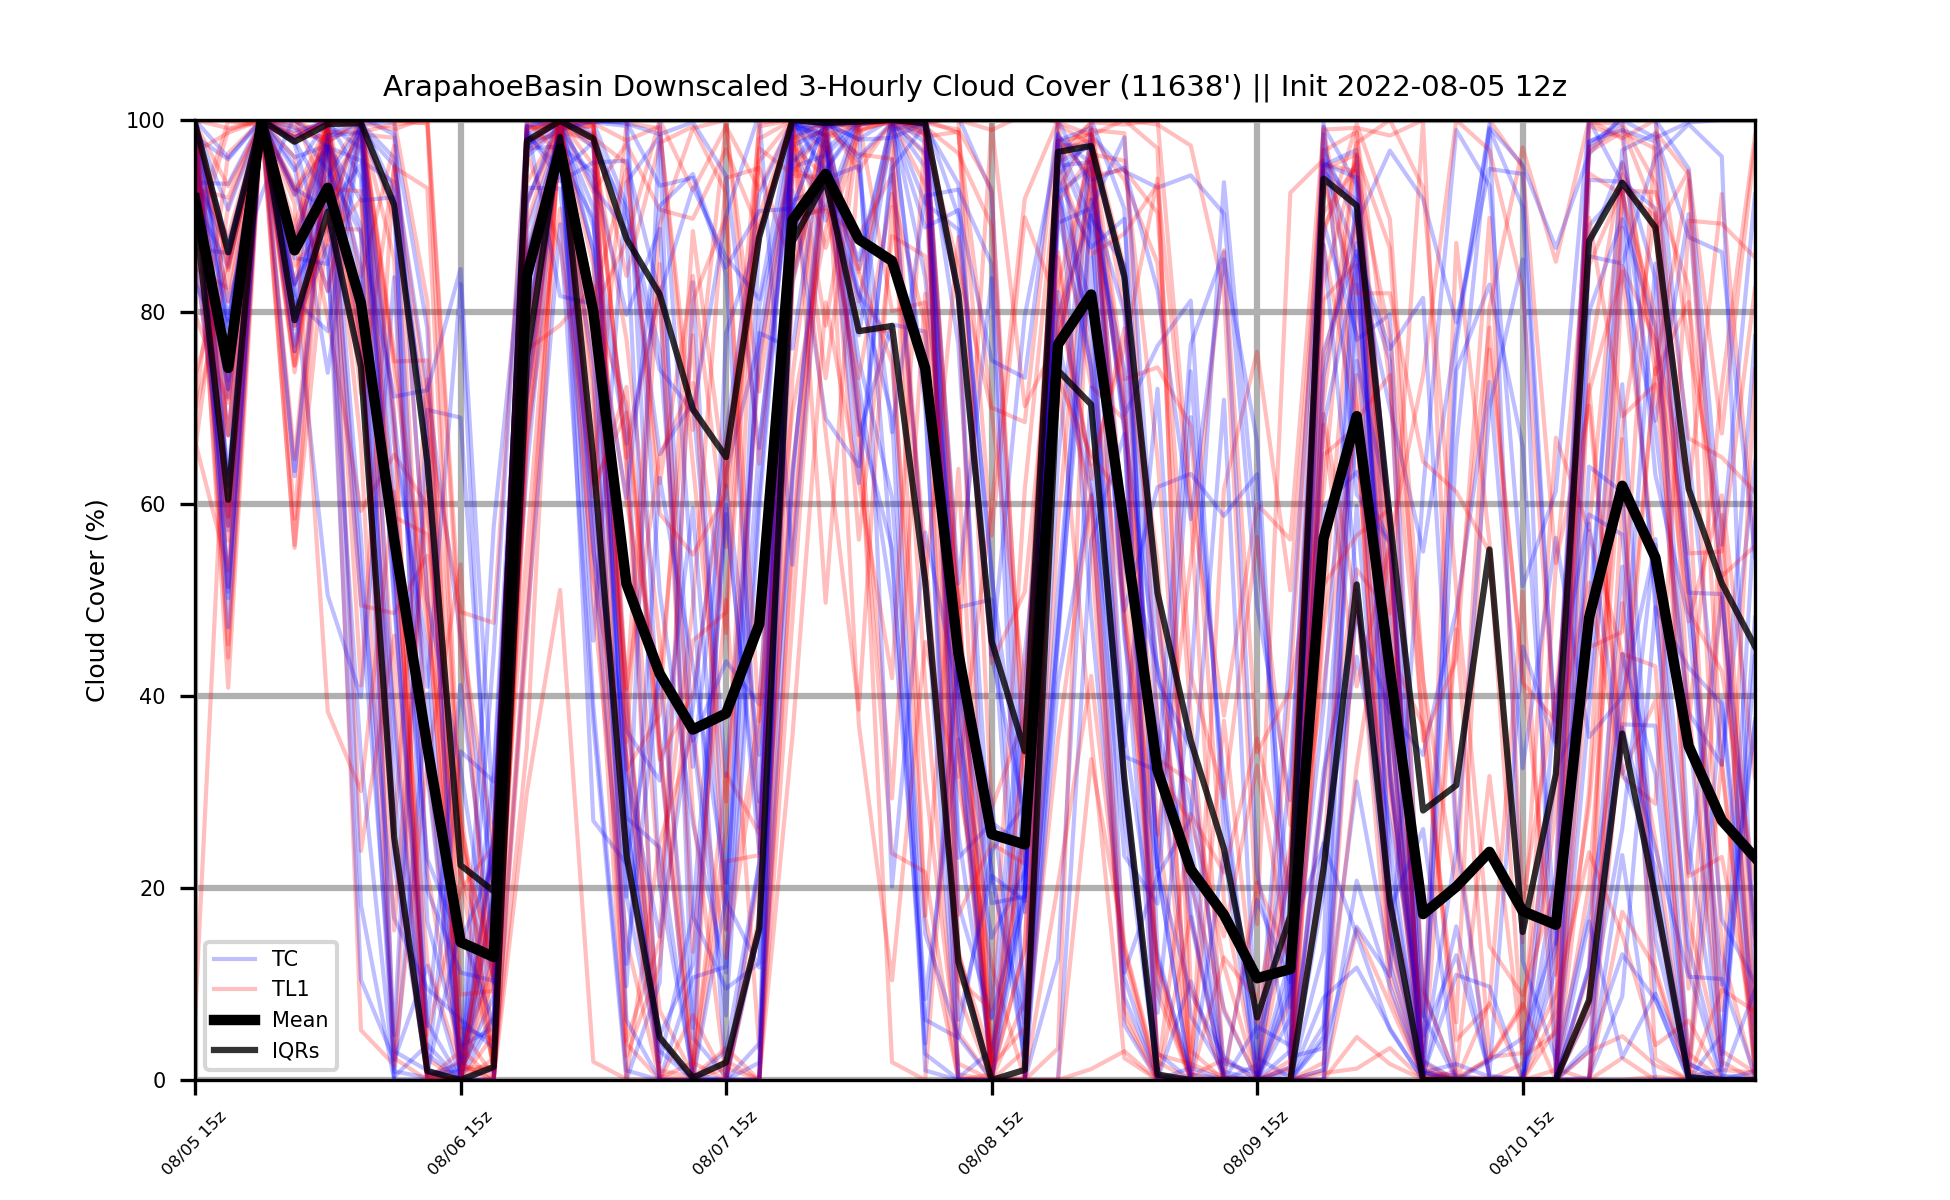 ArapahoeBasin Downscaled 3-Hourly Cloud Cover (11638') || Init 2022-08-05 12z
Cloud Cover (%)
100
80
60
40
20
0
TC
TL1
Mean
IQRs
08/05 15z
08/06 15z
08/07 15z
08/08 15z
08/09 15z
08/10 15z